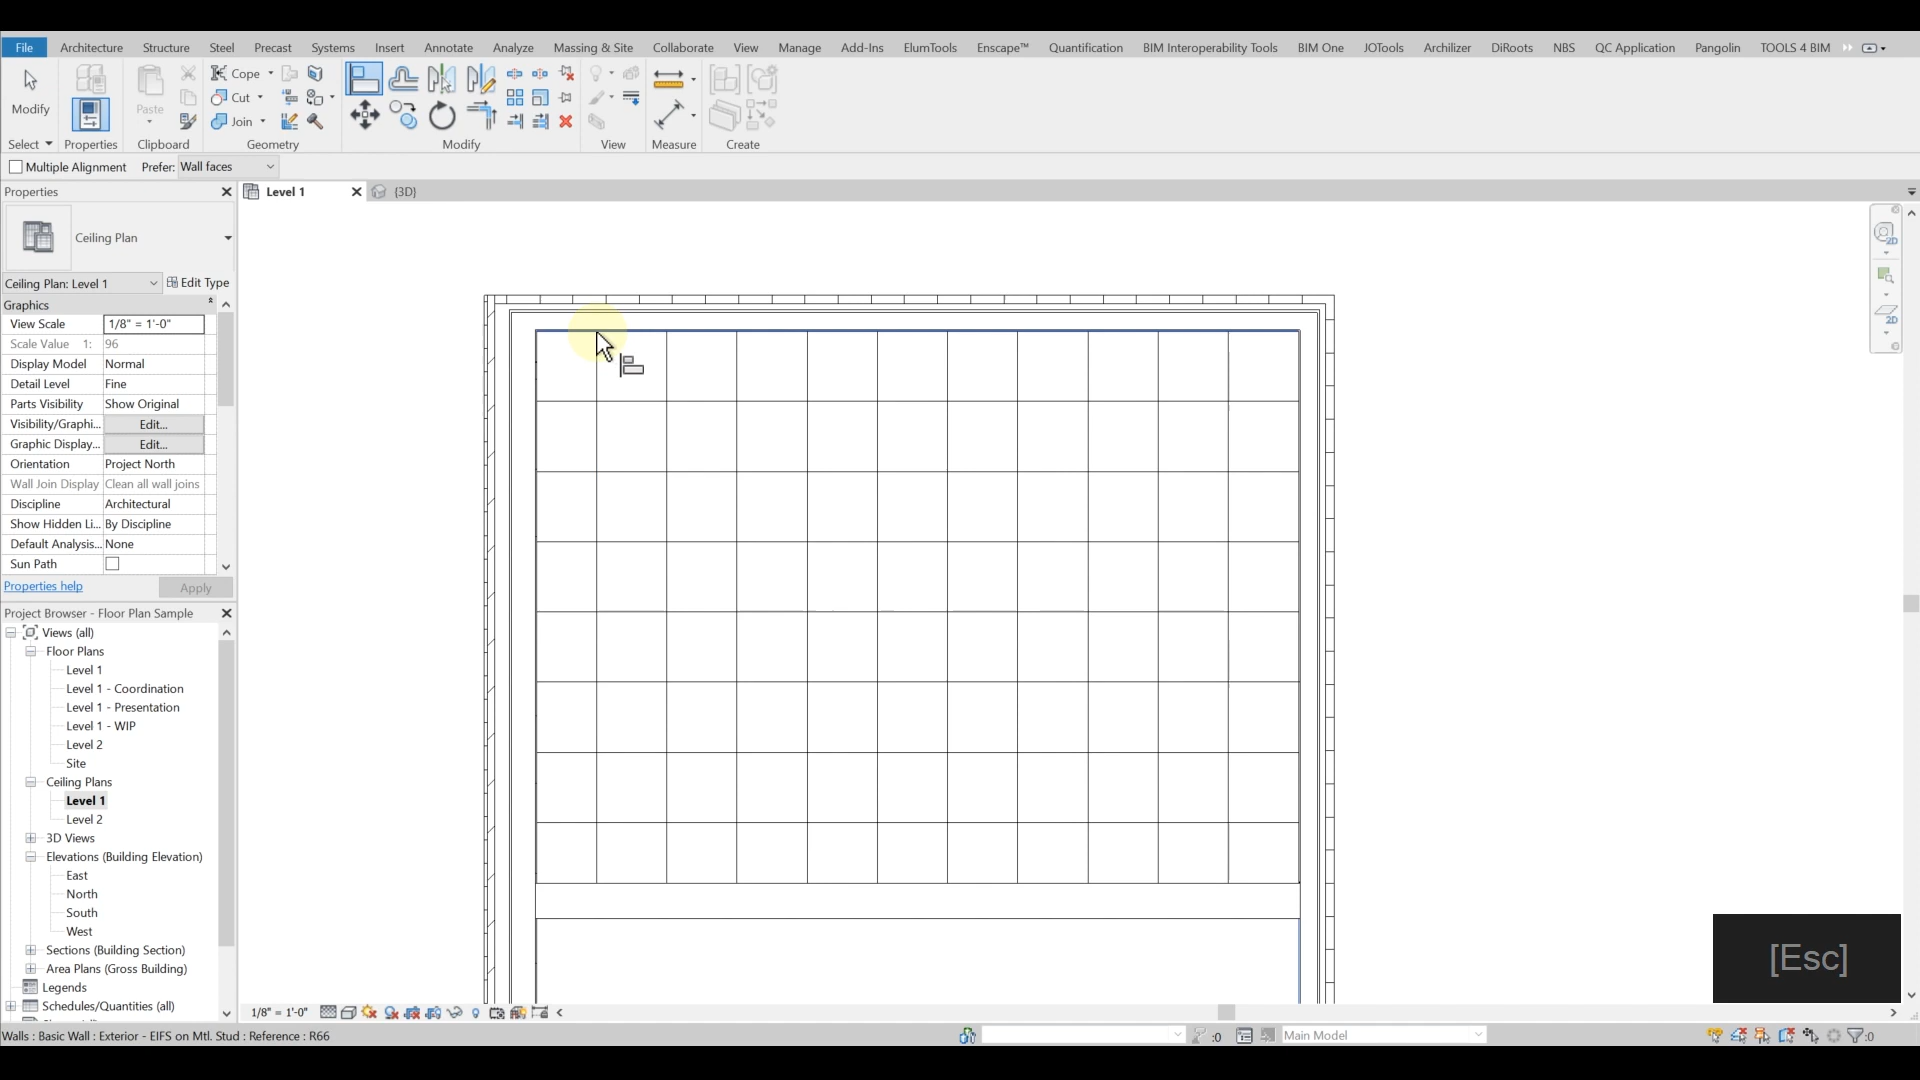 File Architecture Structure Steel Precast Systems Insert Annotate Analyze Massing & Site Collaborate View Manage Add-Ins ElumTools Enscape™ Quantification BIM Interoperability Tools BIM One JOTools Archilizer DiRoots NBS QC Application Pangolin TOOLS 4 BIM
Cope
Modify Paste Cut
Join
Select Properties Clipboard Geometry Modify View Measure Create
Multiple Alignment Prefer: Wall faces
Properties
Level 1 {3D}
Ceiling Plan
Ceiling Plan: Level 1 Edit Type
Graphics
View Scale 1/8" = 1'-0"
Scale Value 1: 96
Display Model Normal
Detail Level Fine
Parts Visibility Show Original
Visibility/Graphi... Edit...
Graphic Display... Edit...
Orientation Project North
Wall Join Display Clean all wall joins
Discipline Architectural
Show Hidden Li... By Discipline
Default Analysis... None
Sun Path
Properties help Apply
Project Browser - Floor Plan Sample
Views (all)
Floor Plans
Level 1
Level 1 - Coordination
Level 1 - Presentation
Level 1 - WIP
Level 2
Site
Ceiling Plans
Level 1
Level 2
3D Views
Elevations (Building Elevation)
East
North
South
West
Sections (Building Section)
Area Plans (Gross Building)
Legends
Schedules/Quantities (all)
[Esc]
1/8" = 1'-0"
Walls : Basic Wall : Exterior - EIFS on Mtl. Stud : Reference : R66 :0 Main Model :0
2D
2D